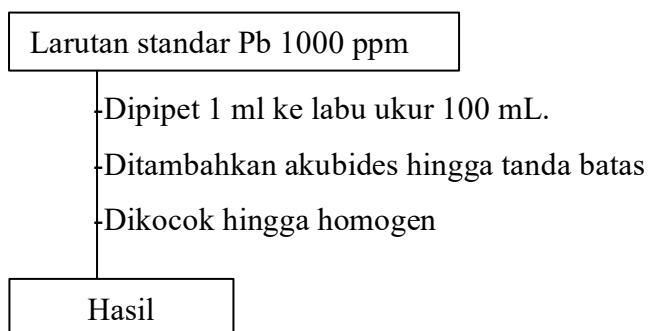 Larutan standar Pb 1000 ppm
-Dipipet 1 ml ke labu ukur 100 mL.
-Ditambahkan akubides hingga tanda batas
-Dikocok hingga homogen
Hasil